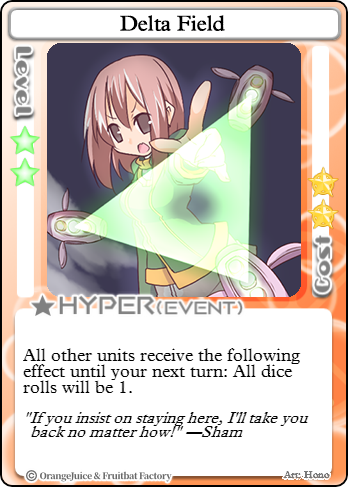 Delta Field
Level
Cost
HYPER(EVENT)
All other units receive the following
effect until your next turn: All dice
rolls will be 1.
"If you insist on staying here, I'll take you
back no matter how!" —Sham
© OrangeJuice & Fruitbat Factory
Art: Hono